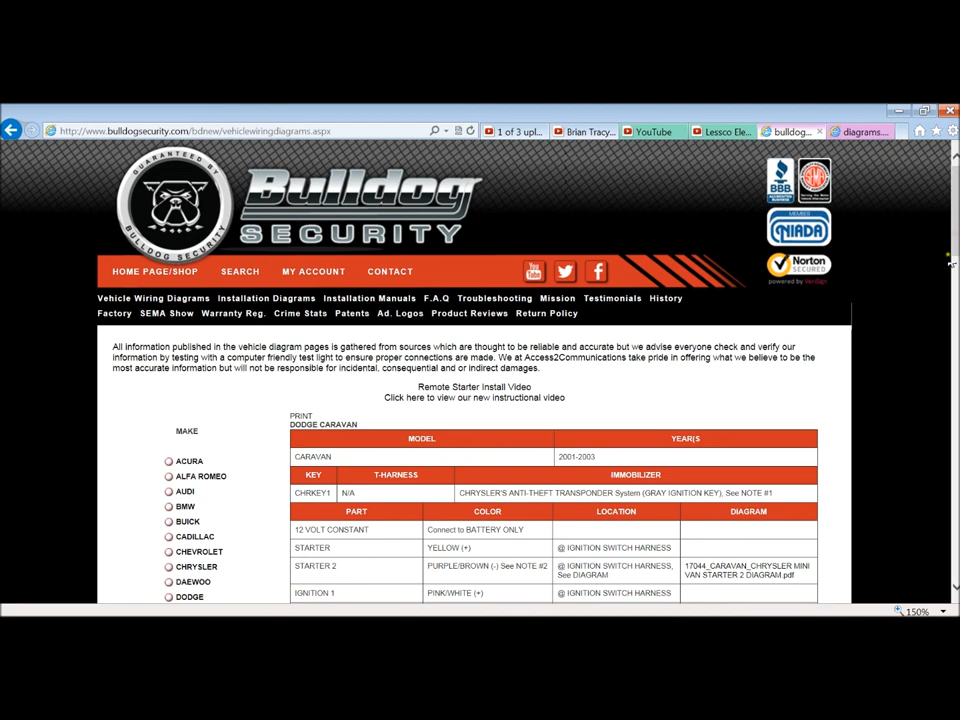 http://www.bulldogsecurity.com/bdnew/vehiclewiringdiagrams.aspx
1 of 3 upl...
Brian Tracy...
YouTube
Lessco Ele...
bulldog...
diagrams....
GUARANTEED BY
BULLDOG SECURITY
Bulldog
SECURITY
BBB
SEMA
MEMBER
NIADA
Norton
SECURED
powered by VeriSign
HOME PAGE/SHOP SEARCH MY ACCOUNT CONTACT
You Tube
Vehicle Wiring Diagrams Installation Diagrams Installation Manuals F.A.Q Troubleshooting Mission Testimonials History
Factory SEMA Show Warranty Reg. Crime Stats Patents Ad. Logos Product Reviews Return Policy
All information published in the vehicle diagram pages is gathered from sources which are thought to be reliable and accurate but we advise everyone check and verify our
information by testing with a computer friendly test light to ensure proper connections are made. We at Access2Communications take pride in offering what we believe to be the
most accurate information but will not be responsible for incidental, consequential and or indirect damages.
Remote Starter Install Video
Click here to view our new instructional video
MAKE
ACURA
ALFA ROMEO
AUDI
BMW
BUICK
CADILLAC
CHEVROLET
CHRYSLER
DAEWOO
DODGE
PRINT
DODGE CARAVAN
MODEL YEAR(S
CARAVAN 2001-2003
KEY T-HARNESS IMMOBILIZER
CHRKEY1 N/A CHRYSLER'S ANTI-THEFT TRANSPONDER System (GRAY IGNITION KEY), See NOTE #1
PART COLOR LOCATION DIAGRAM
12 VOLT CONSTANT Connect to BATTERY ONLY
STARTER YELLOW (+) @ IGNITION SWITCH HARNESS
STARTER 2 PURPLE/BROWN (-) See NOTE #2 @ IGNITION SWITCH HARNESS, 17044_CARAVAN_CHRYSLER MINI
See DIAGRAM VAN STARTER 2 DIAGRAM.pdf
IGNITION 1 PINK/WHITE (+) @ IGNITION SWITCH HARNESS
150%